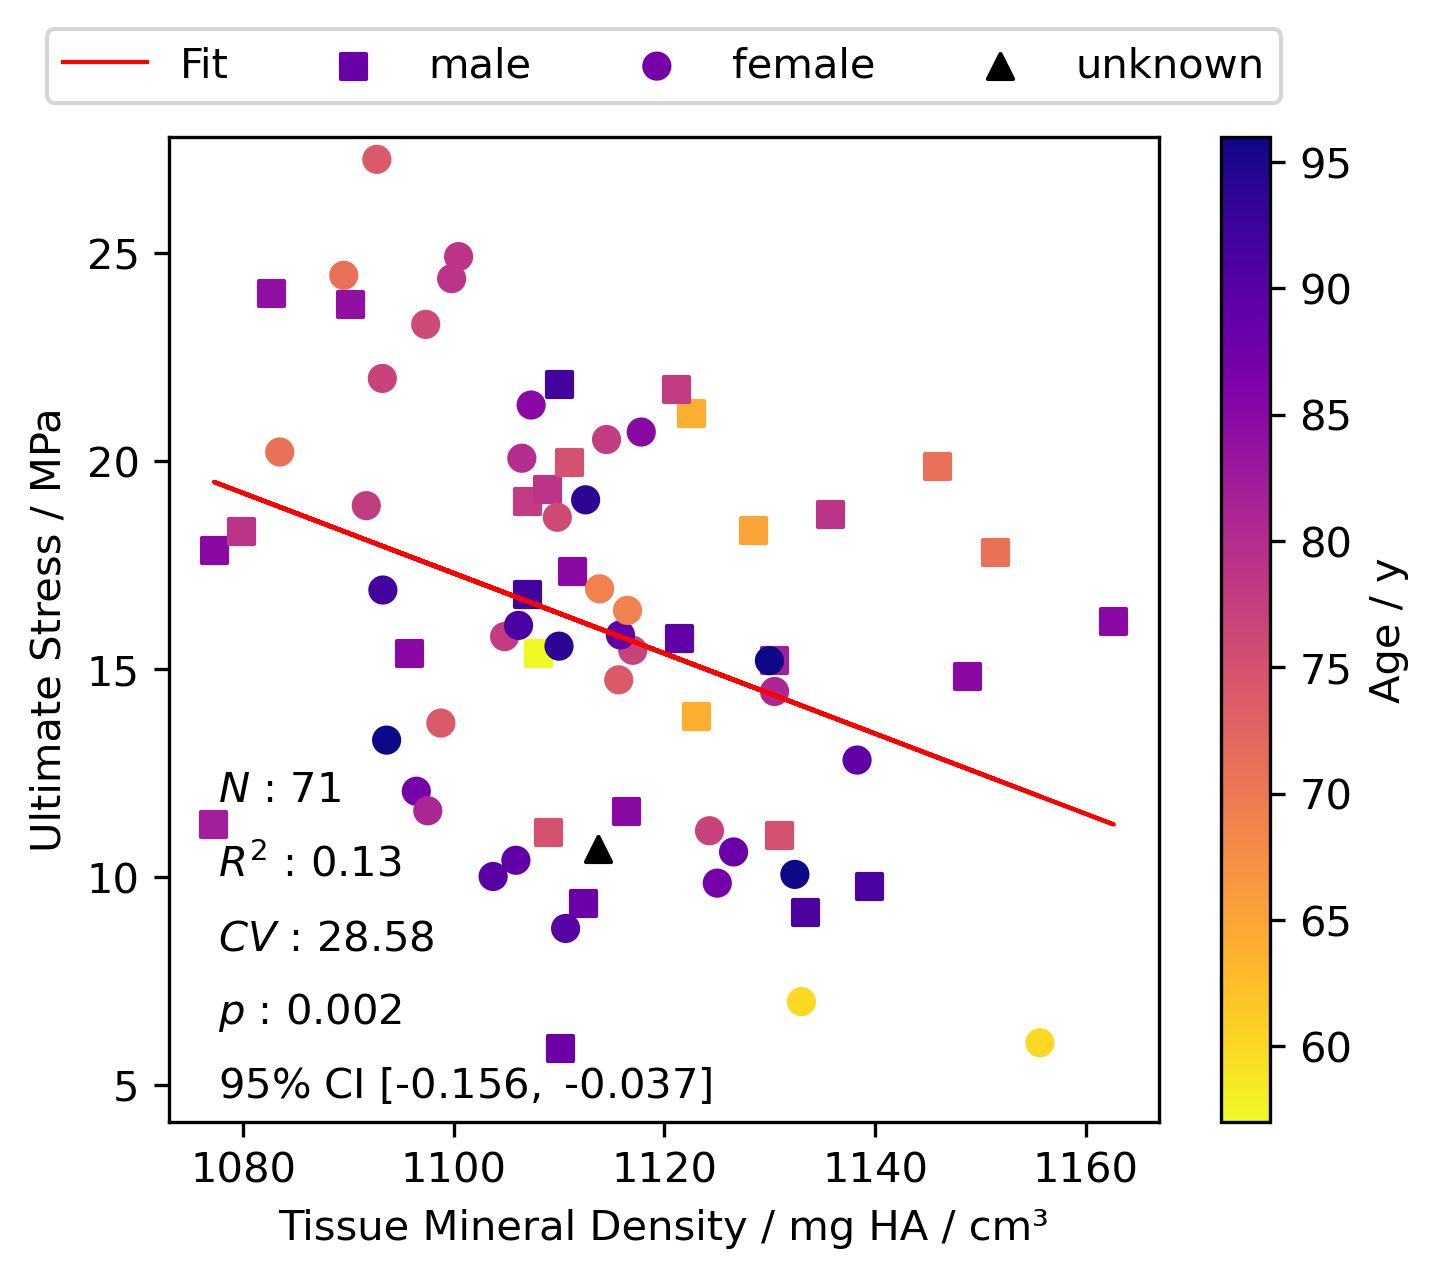 Fit male female unknown
25
20
15
10
5
Ultimate Stress / MPa
N : 71
R² : 0.13
CV : 28.58
p : 0.002
95% CI [-0.156, -0.037]
1080 1100 1120 1140 1160
Tissue Mineral Density / mg HA / cm³
95
90
85
80
75
70
65
60
Age / y